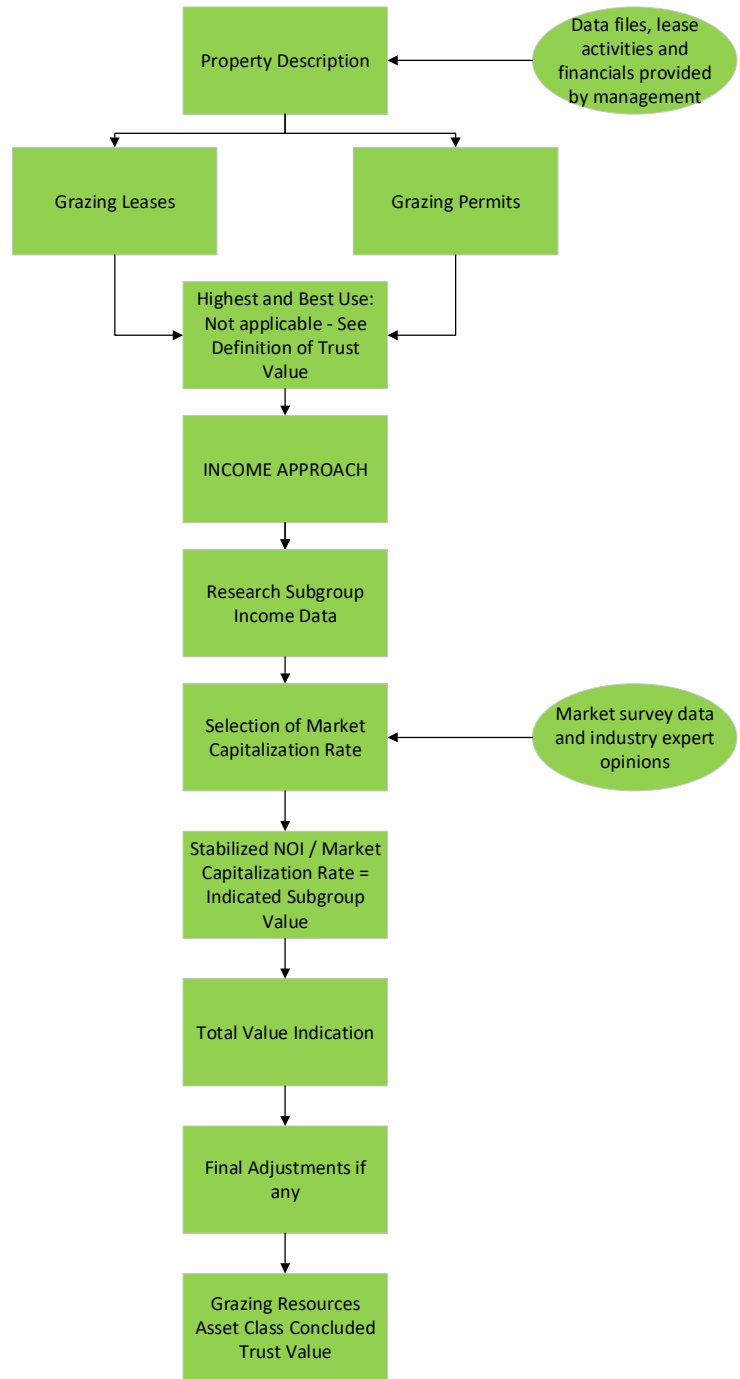 Property Description
Data files, lease
activities and
financials provided
by management
Grazing Leases
Grazing Permits
Highest and Best Use:
Not applicable - See
Definition of Trust
Value
INCOME APPROACH
Research Subgroup
Income Data
Selection of Market
Capitalization Rate
Market survey data
and industry expert
opinions
Stabilized NOI / Market
Capitalization Rate =
Indicated Subgroup
Value
Total Value Indication
Final Adjustments if
any
Grazing Resources
Asset Class Concluded
Trust Value